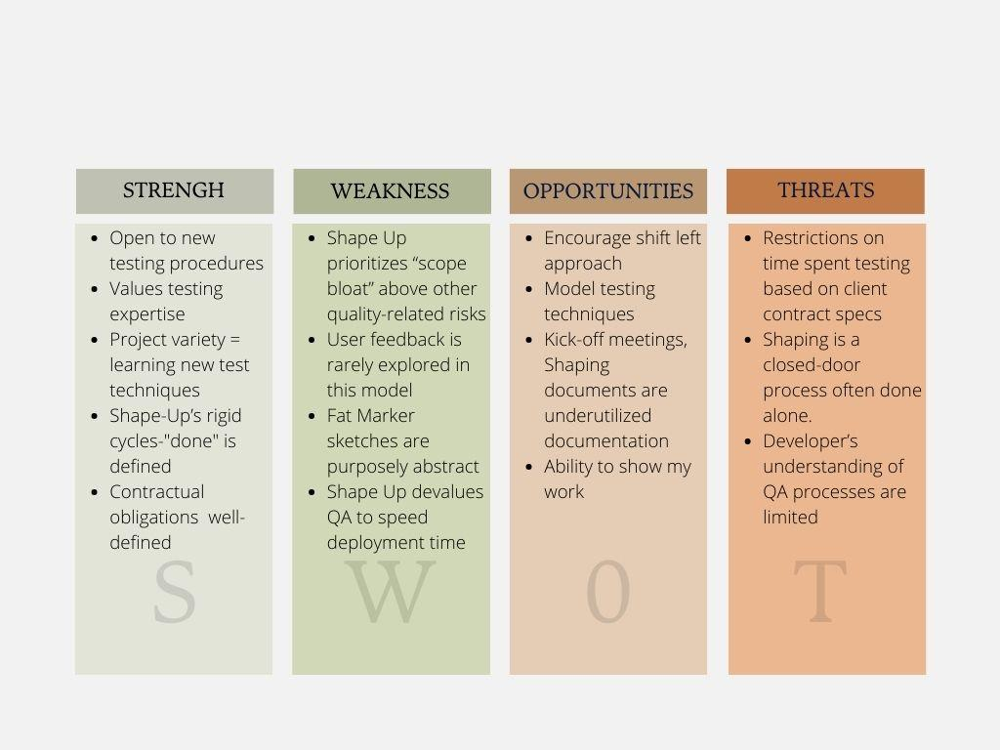 STRENGH
• Open to new
testing procedures
• Values testing
expertise
• Project variety =
learning new test
techniques
• Shape-Up’s rigid
cycles-"done" is
defined
• Contractual
obligations  well-
defined
S
WEAKNESS
• Shape Up
prioritizes “scope
bloat” above other
quality-related risks
• User feedback is
rarely explored in
this model
• Fat Marker
sketches are
purposely abstract
• Shape Up devalues
QA to speed
deployment time
W
OPPORTUNITIES
• Encourage shift left
approach
• Model testing
techniques
• Kick-off meetings,
Shaping
documents are
underutilized
documentation
• Ability to show my
work
0
THREATS
• Restrictions on
time spent testing
based on client
contract specs
• Shaping is a
closed-door
process often done
alone.
• Developer’s
understanding of
QA processes are
limited
T